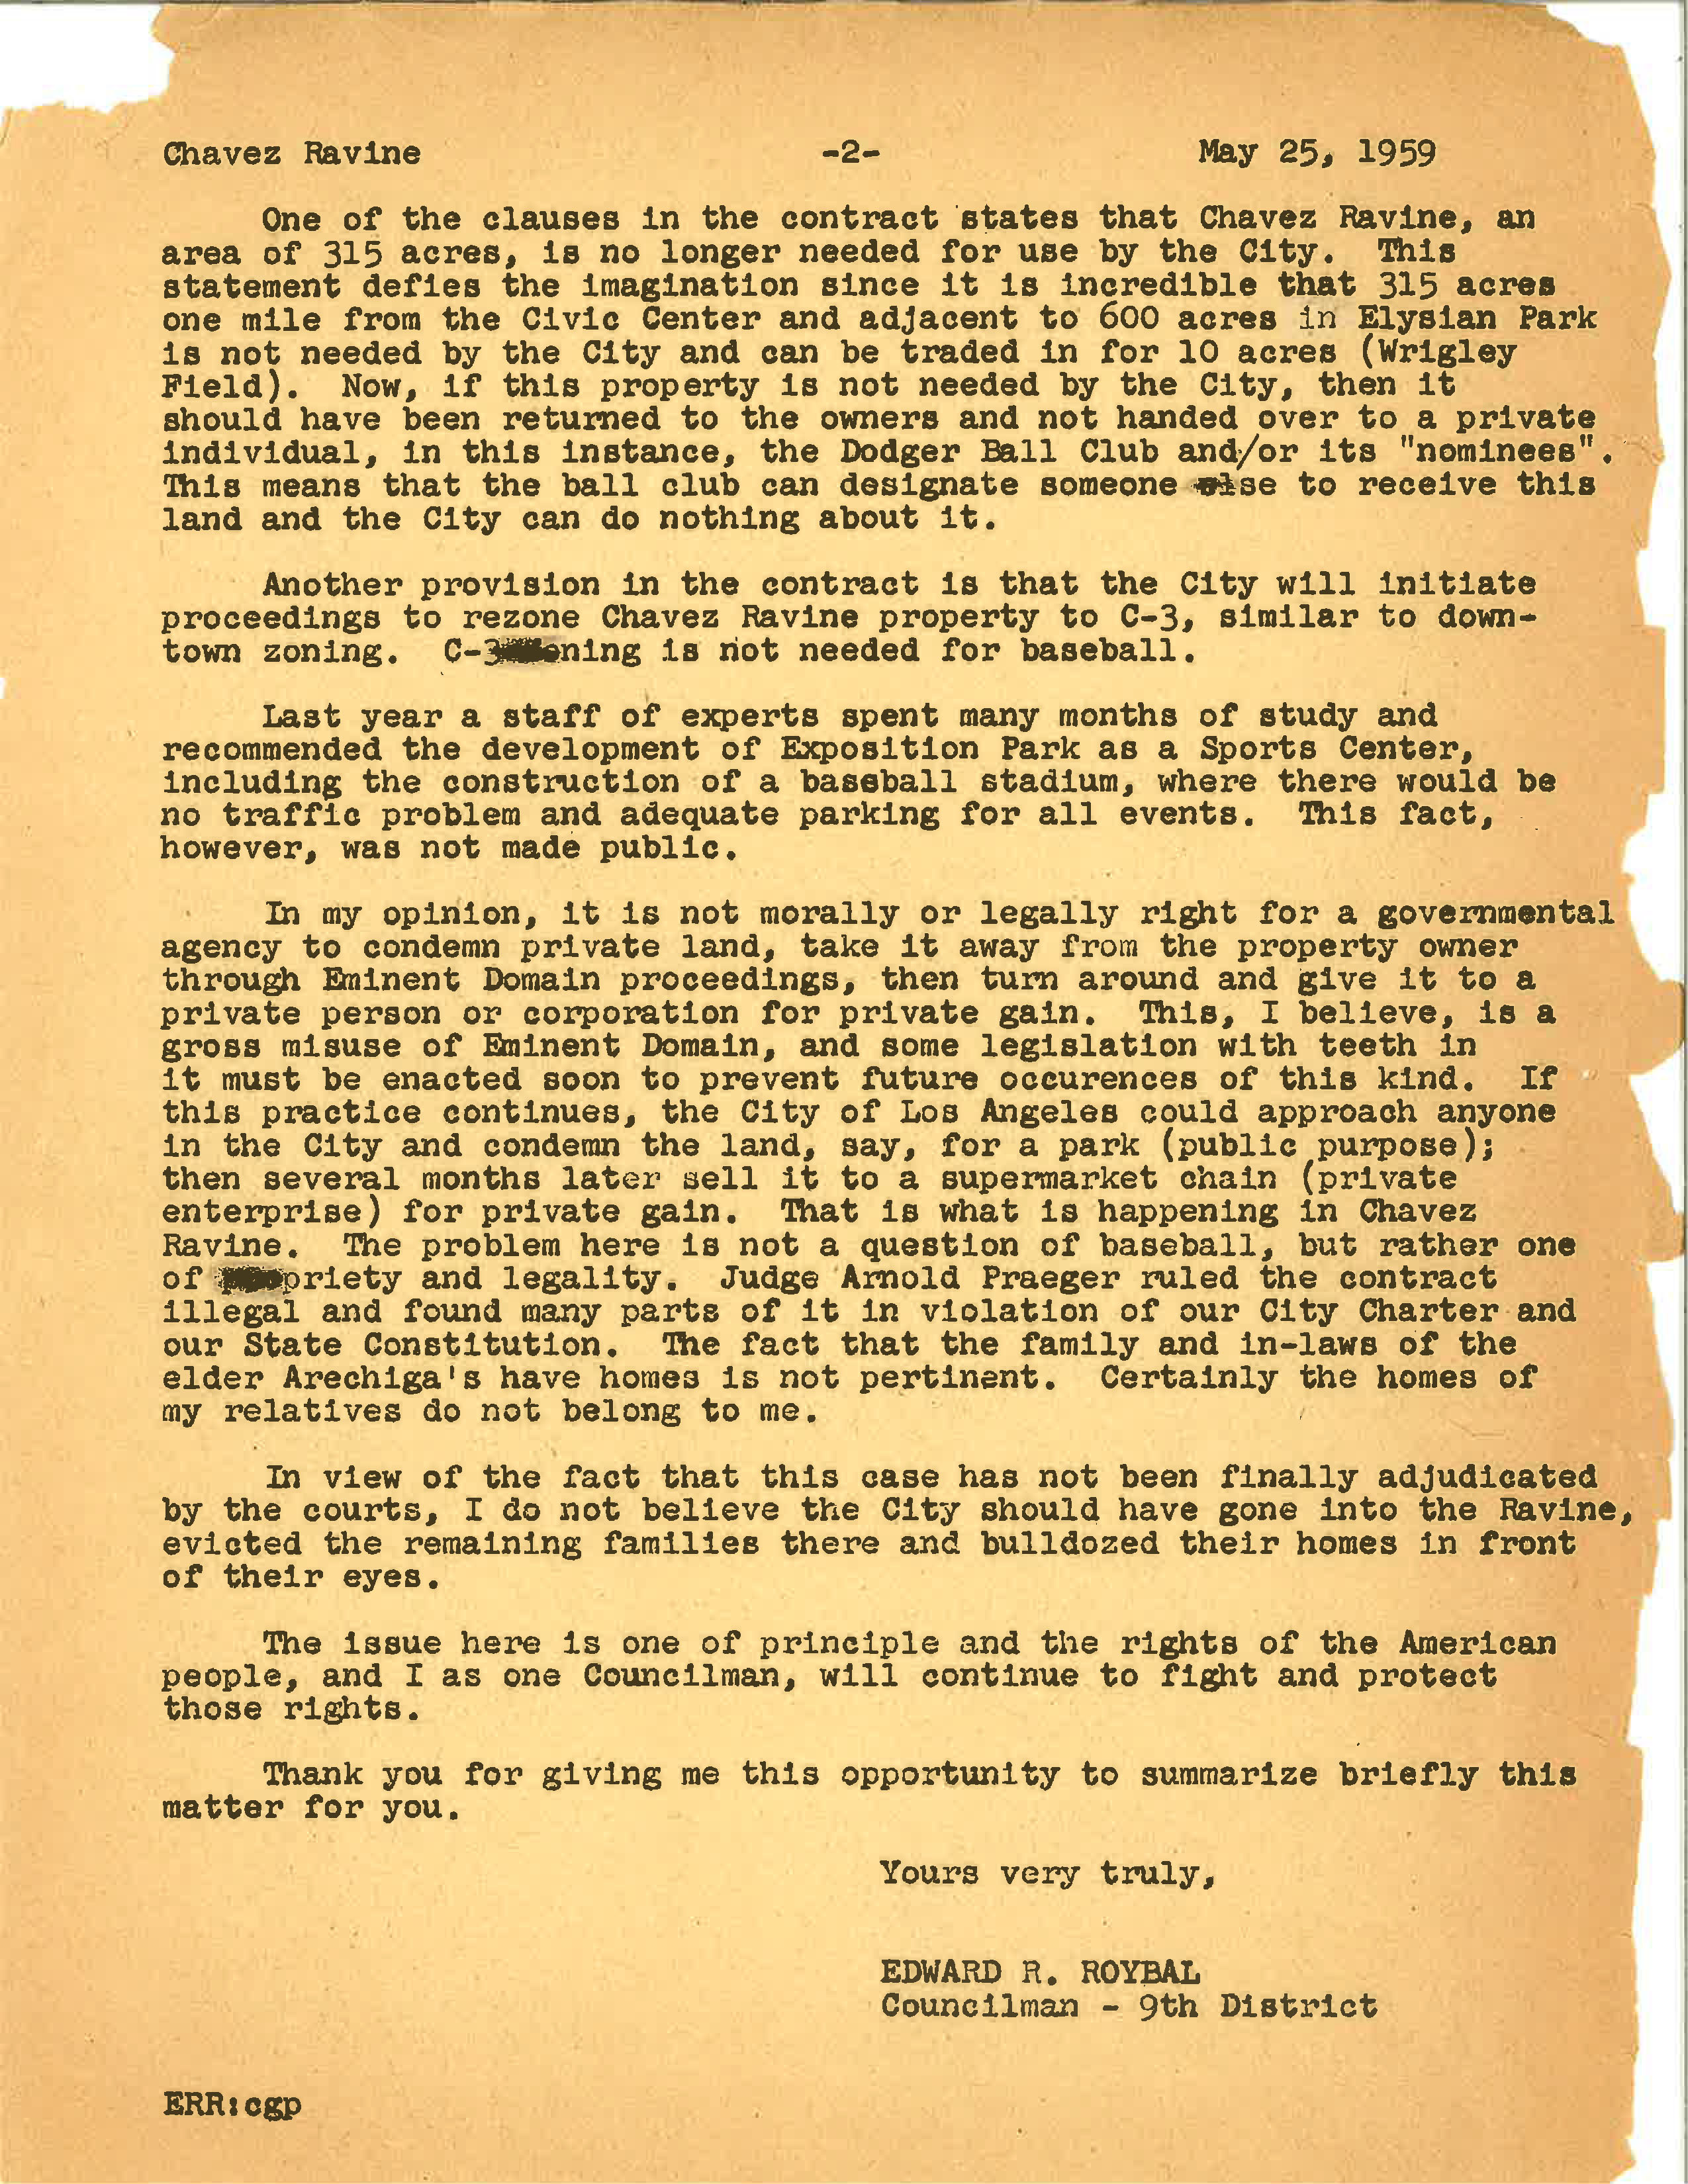 Chavez Ravine -2- May 25, 1959
One of the clauses in the contract states that Chavez Ravine, an
area of 315 acres, is no longer needed for use by the City. This
statement defies the imagination since it is incredible that 315 acres
one mile from the Civic Center and adjacent to 600 acres in Elysian Park
is not needed by the City and can be traded in for 10 acres (Wrigley
Field). Now, if this property is not needed by the City, then it
should have been returned to the owners and not handed over to a private
individual, in this instance, the Dodger Ball Club and/or its "nominees".
This means that the ball club can designate someone else to receive this
land and the City can do nothing about it.
Another provision in the contract is that the City will initiate
proceedings to rezone Chavez Ravine property to C-3, similar to down-
town zoning. C-3 oning is not needed for baseball.
Last year a staff of experts spent many months of study and
recommended the development of Exposition Park as a Sports Center,
including the construction of a baseball stadium, where there would be
no traffic problem and adequate parking for all events. This fact,
however, was not made public.
In my opinion, it is not morally or legally right for a governmental
agency to condemn private land, take it away from the property owner
through Eminent Domain proceedings, then turn around and give it to a
private person or corporation for private gain. This, I believe, is a
gross misuse of Eminent Domain, and some legislation with teeth in
it must be enacted soon to prevent future occurences of this kind. If
this practice continues, the City of Los Angeles could approach anyone
in the City and condemn the land, say, for a park (public purpose);
then several months later sell it to a supermarket chain (private
enterprise) for private gain. That is what is happening in Chavez
Ravine. The problem here is not a question of baseball, but rather one
of priety and legality. Judge Arnold Praeger ruled the contract
illegal and found many parts of it in violation of our City Charter and
our State Constitution. The fact that the family and in-laws of the
elder Arechiga's have homes is not pertinent. Certainly the homes of
my relatives do not belong to me.
In view of the fact that this case has not been finally adjudicated
by the courts, I do not believe the City should have gone into the Ravine,
evicted the remaining families there and bulldozed their homes in front
of their eyes.
The issue here is one of principle and the rights of the American
people, and I as one Councilman, will continue to fight and protect
those rights.
Thank you for giving me this opportunity to summarize briefly this
matter for you.
Yours very truly,
EDWARD R. ROYBAL
Councilman - 9th District
ERR:cgp